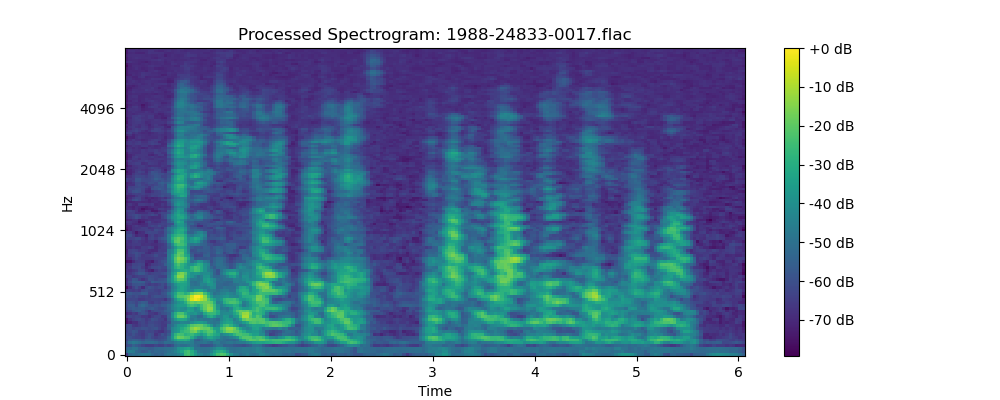 Processed Spectrogram: 1988-24833-0017.flac
Hz
4096
2048
1024
512
0
0 1 2 3 4 5 6
Time
+0 dB
-10 dB
-20 dB
-30 dB
-40 dB
-50 dB
-60 dB
-70 dB